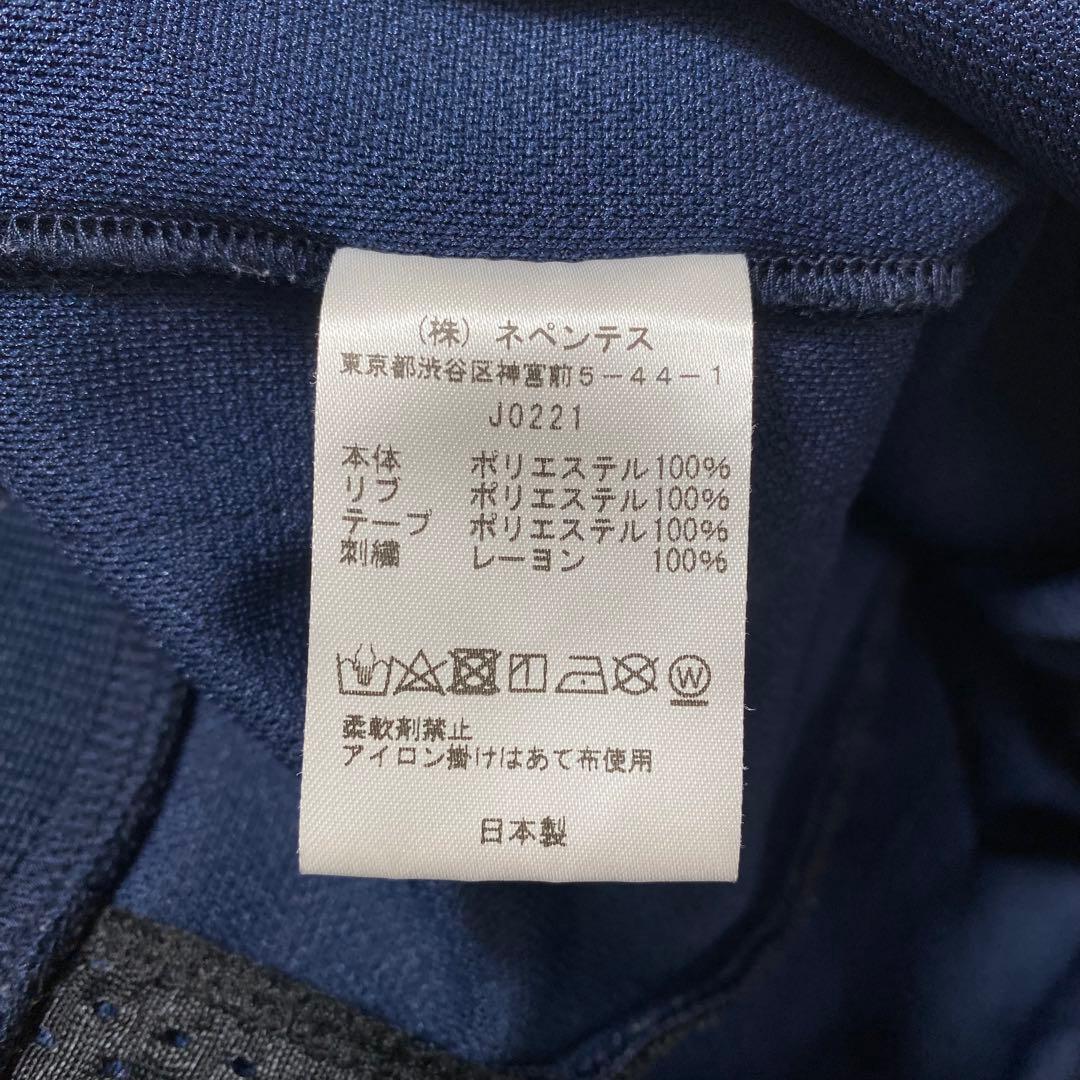 (株) ネペンテス
東京都渋谷区神宮前5-44-1
J0221
本体 ポリエステル100%
リブ ポリエステル100%
テープ ポリエステル100%
刺繍 レーヨン 100%
W
柔軟剤禁止
アイロン掛けはあて布使用
日本製